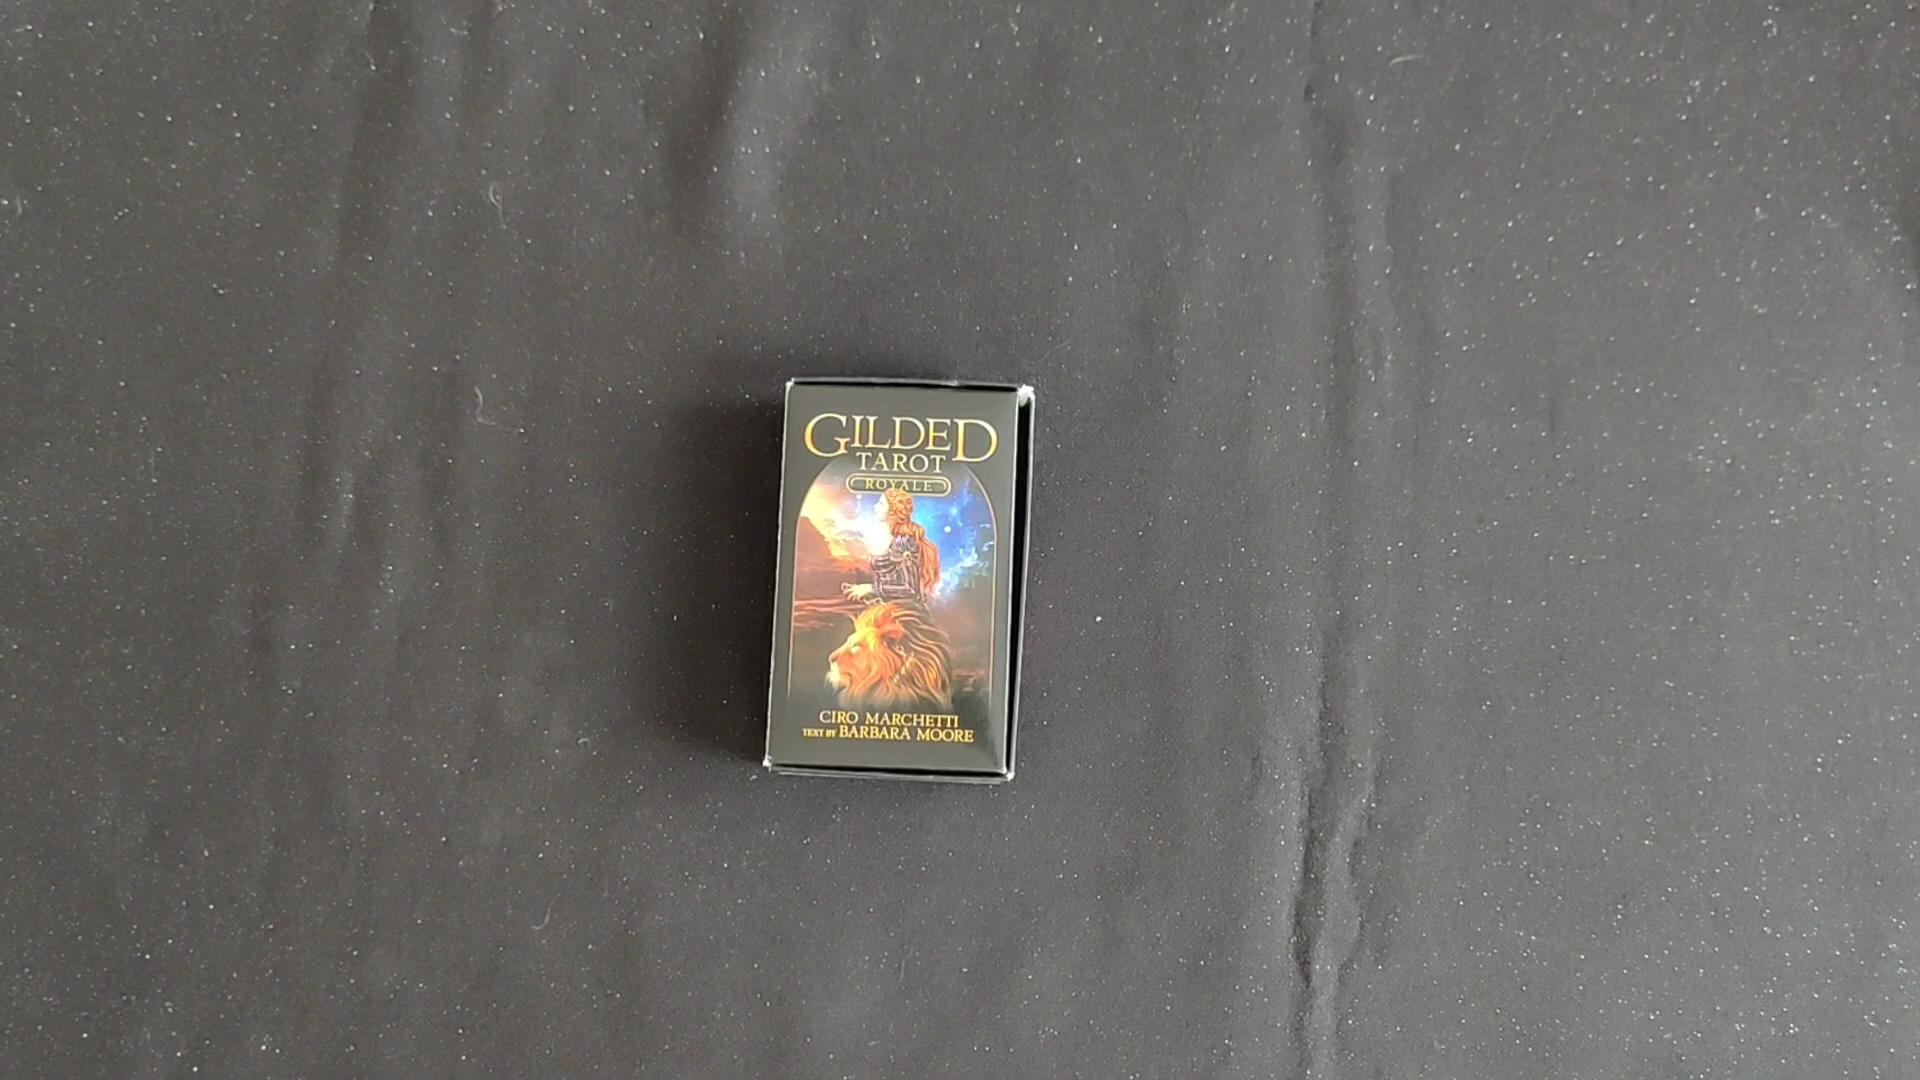 GILDED
TAROT
ROYALE
CIRO MARCHETTI
TEXT BY BARBARA MOORE